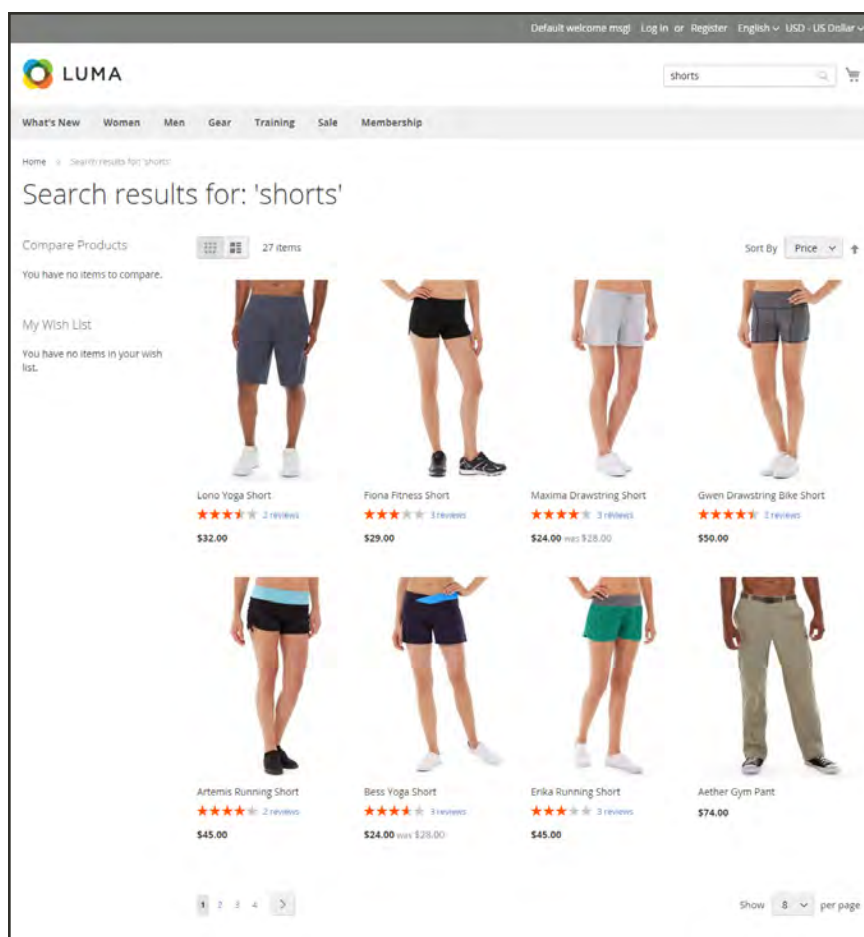 Default welcome msg! Log In or Register English USD - US Dollar
LUMA
shorts
What's New Women Men Gear Training Sale Membership
Home Search results for: 'shorts'
Search results for: 'shorts'
Compare Products
You have no items to compare.
My Wish List
You have no items in your wish
list.
27 items
Sort By Price
Lono Yoga Short
2 reviews
$32.00
Fiona Fitness Short
3 reviews
$29.00
Maxima Drawstring Short
3 reviews
$24.00 was $28.00
Gwen Drawstring Bike Short
reviews
$50.00
Artemis Running Short
2 reviews
$45.00
Bess Yoga Short
3 reviews
$24.00 was $28.00
Erika Running Short
3 reviews
$45.00
Aether Gym Pant
$74.00
1 2 3 4
Show 8 per page